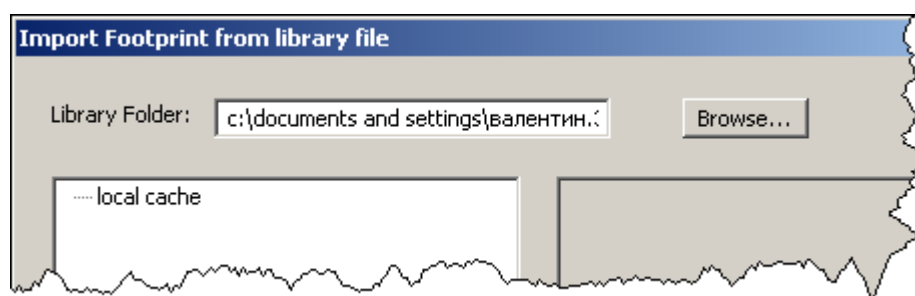 Import Footprint from library file
Library Folder: c:\documents and settings\валентин. Browse...
local cache